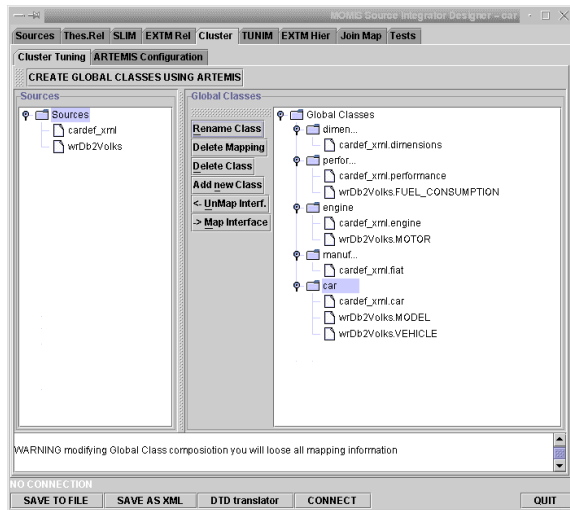 MOMIS Source Integrator Designer - car
Sources Thes.Rel SLIM EXTM Rel Cluster TUNIM EXTM Hier Join Map Tests
Cluster Tuning ARTEMIS Configuration
CREATE GLOBAL CLASSES USING ARTEMIS
Sources
Sources
cardef_xml
wrDb2Volks
Global Classes
Rename Class
Delete Mapping
Delete Class
Add new Class
<- UnMap Interf.
-> Map Interface
Global Classes
dimen...
cardef_xml.dimensions
perfor...
cardef_xml.performance
wrDb2Volks.FUEL_CONSUMPTION
engine
cardef_xml.engine
wrDb2Volks.MOTOR
manuf...
cardef_xml.fiat
car
cardef_xml.car
wrDb2Volks.MODEL
wrDb2Volks.VEHICLE
WARNING modifying Global Class composiotion you will loose all mapping information
NO CONNECTION
SAVE TO FILE SAVE AS XML DTD translator CONNECT QUIT